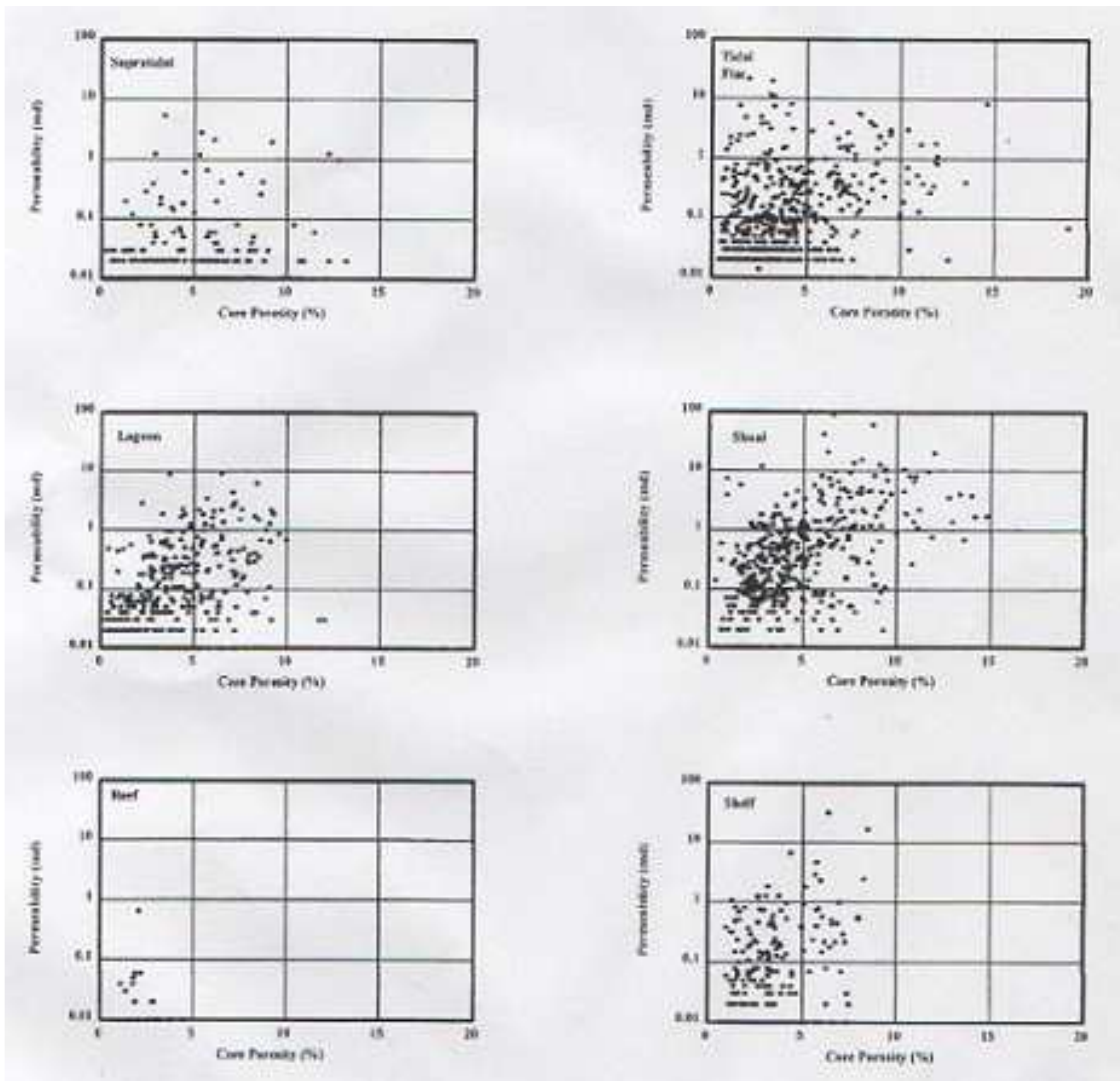 100
Supratidal
10
1
0.1
0.01
0 5 10 15 20
Permeability (md)
Core Porosity (%)
100
Tidal
Flat
10
1
0.1
0.01
0 5 10 15 20
Permeability (md)
Core Porosity (%)
100
Lagoon
10
1
0.1
0.01
0 5 10 15 20
Permeability (md)
Core Porosity (%)
100
Shoal
10
1
0.1
0.01
0 5 10 15 20
Permeability (md)
Core Porosity (%)
100
Reef
10
1
0.1
0.01
0 5 10 15 20
Permeability (md)
Core Porosity (%)
100
Shelf
10
1
0.1
0.01
0 5 10 15 20
Permeability (md)
Core Porosity (%)